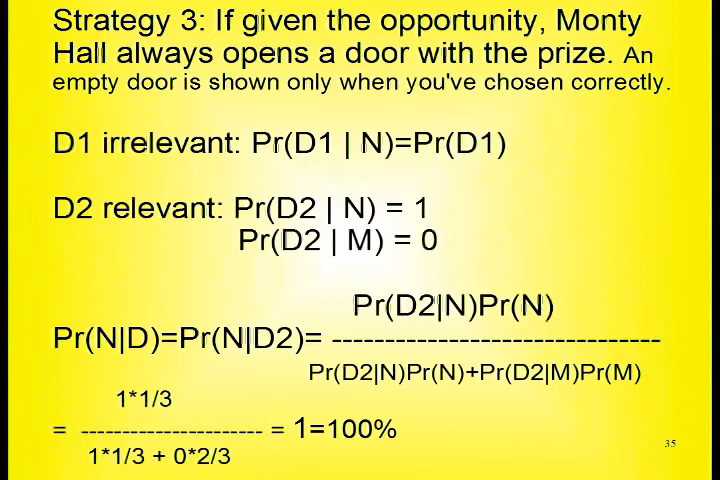 Strategy 3: If given the opportunity, Monty
Hall always opens a door with the prize. An
empty door is shown only when you've chosen correctly.
D1 irrelevant: Pr(D1 | N)=Pr(D1)
D2 relevant: Pr(D2 | N) = 1
Pr(D2 | M) = 0
Pr(D2|N)Pr(N)
Pr(N|D)=Pr(N|D2)= -------------------------------
Pr(D2|N)Pr(N)+Pr(D2|M)Pr(M)
1*1/3
= ---------------------- = 1=100%
1*1/3 + 0*2/3
35